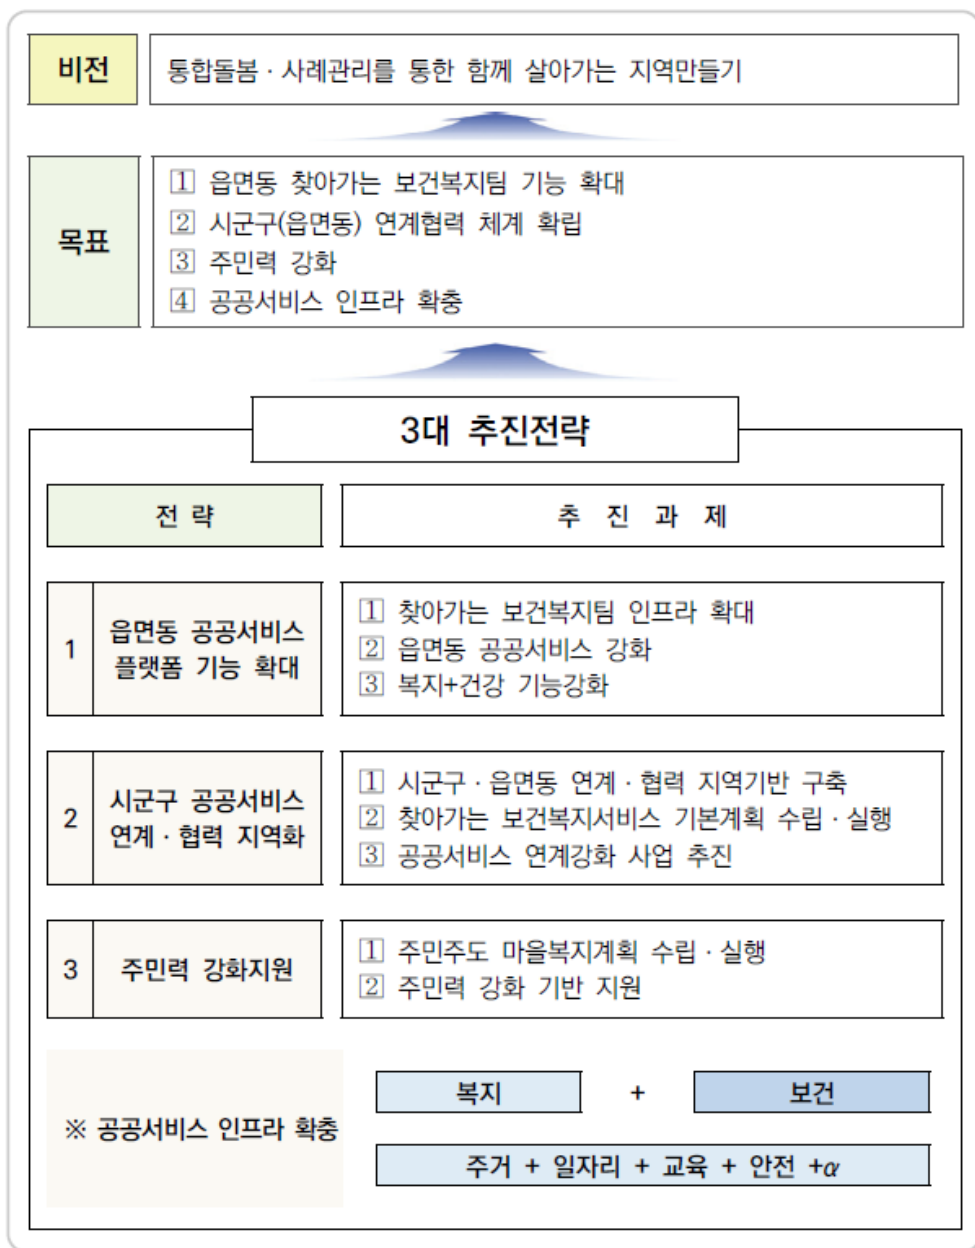 비전
통합돌봄 · 사례관리를 통한 함께 살아가는 지역만들기
목표
1 읍면동 찾아가는 보건복지팀 기능 확대
2 시군구(읍면동) 연계협력 체계 확립
3 주민력 강화
4 공공서비스 인프라 확충
3대 추진전략
전 략
추 진 과 제
1
읍면동 공공서비스
플랫폼 기능 확대
1 찾아가는 보건복지팀 인프라 확대
2 읍면동 공공서비스 강화
3 복지+건강 기능강화
2
시군구 공공서비스
연계 · 협력 지역화
1 시군구 · 읍면동 연계 · 협력 지역기반 구축
2 찾아가는 보건복지서비스 기본계획 수립 · 실행
3 공공서비스 연계강화 사업 추진
3
주민력 강화지원
1 주민주도 마을복지계획 수립 · 실행
2 주민력 강화 기반 지원
※ 공공서비스 인프라 확충
복지 + 보건
주거 + 일자리 + 교육 + 안전 +α